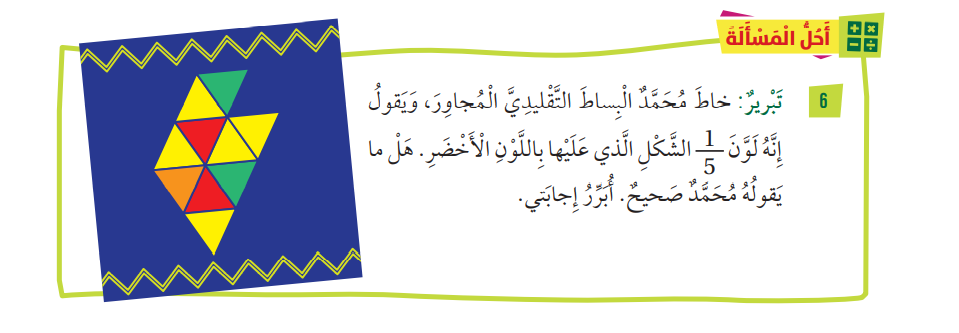 أَحُلُّ الْمَسْأَلَةَ
6 تَبْريرٌ: خاطَ مُحَمَّدٌ الْبِساطَ التَّقْليدِيَّ الْمُجاوِرَ، وَيَقولُ
إِنَّهُ لَوَّنَ 1/5 الشَّكْلِ الَّذي عَلَيْها بِاللَّوْنِ الْأَخْضَرِ. هَلْ ما
يَقولُهُ مُحَمَّدٌ صَحيحٌ. أُبَرِّرُ إِجابَتي.